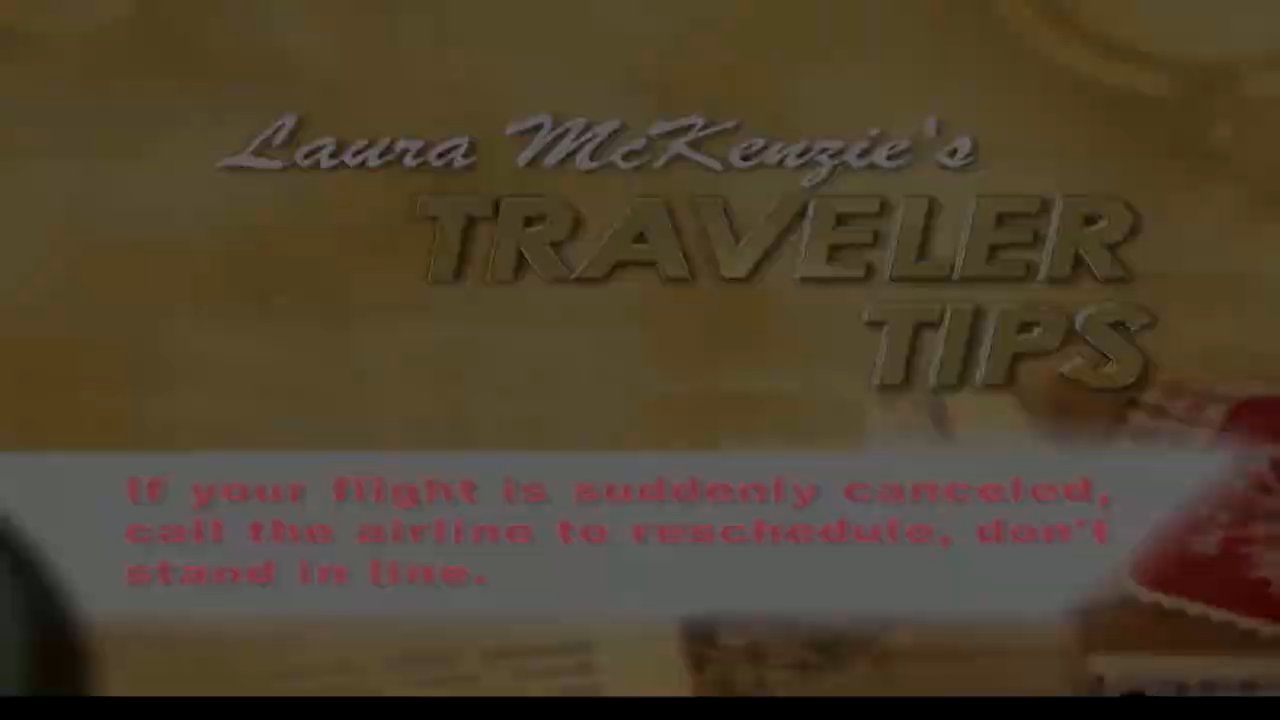 Laura McKenzie's
TRAVELER
TIPS
If your flight is suddenly canceled,
call the airline to reschedule, don't
stand in line.